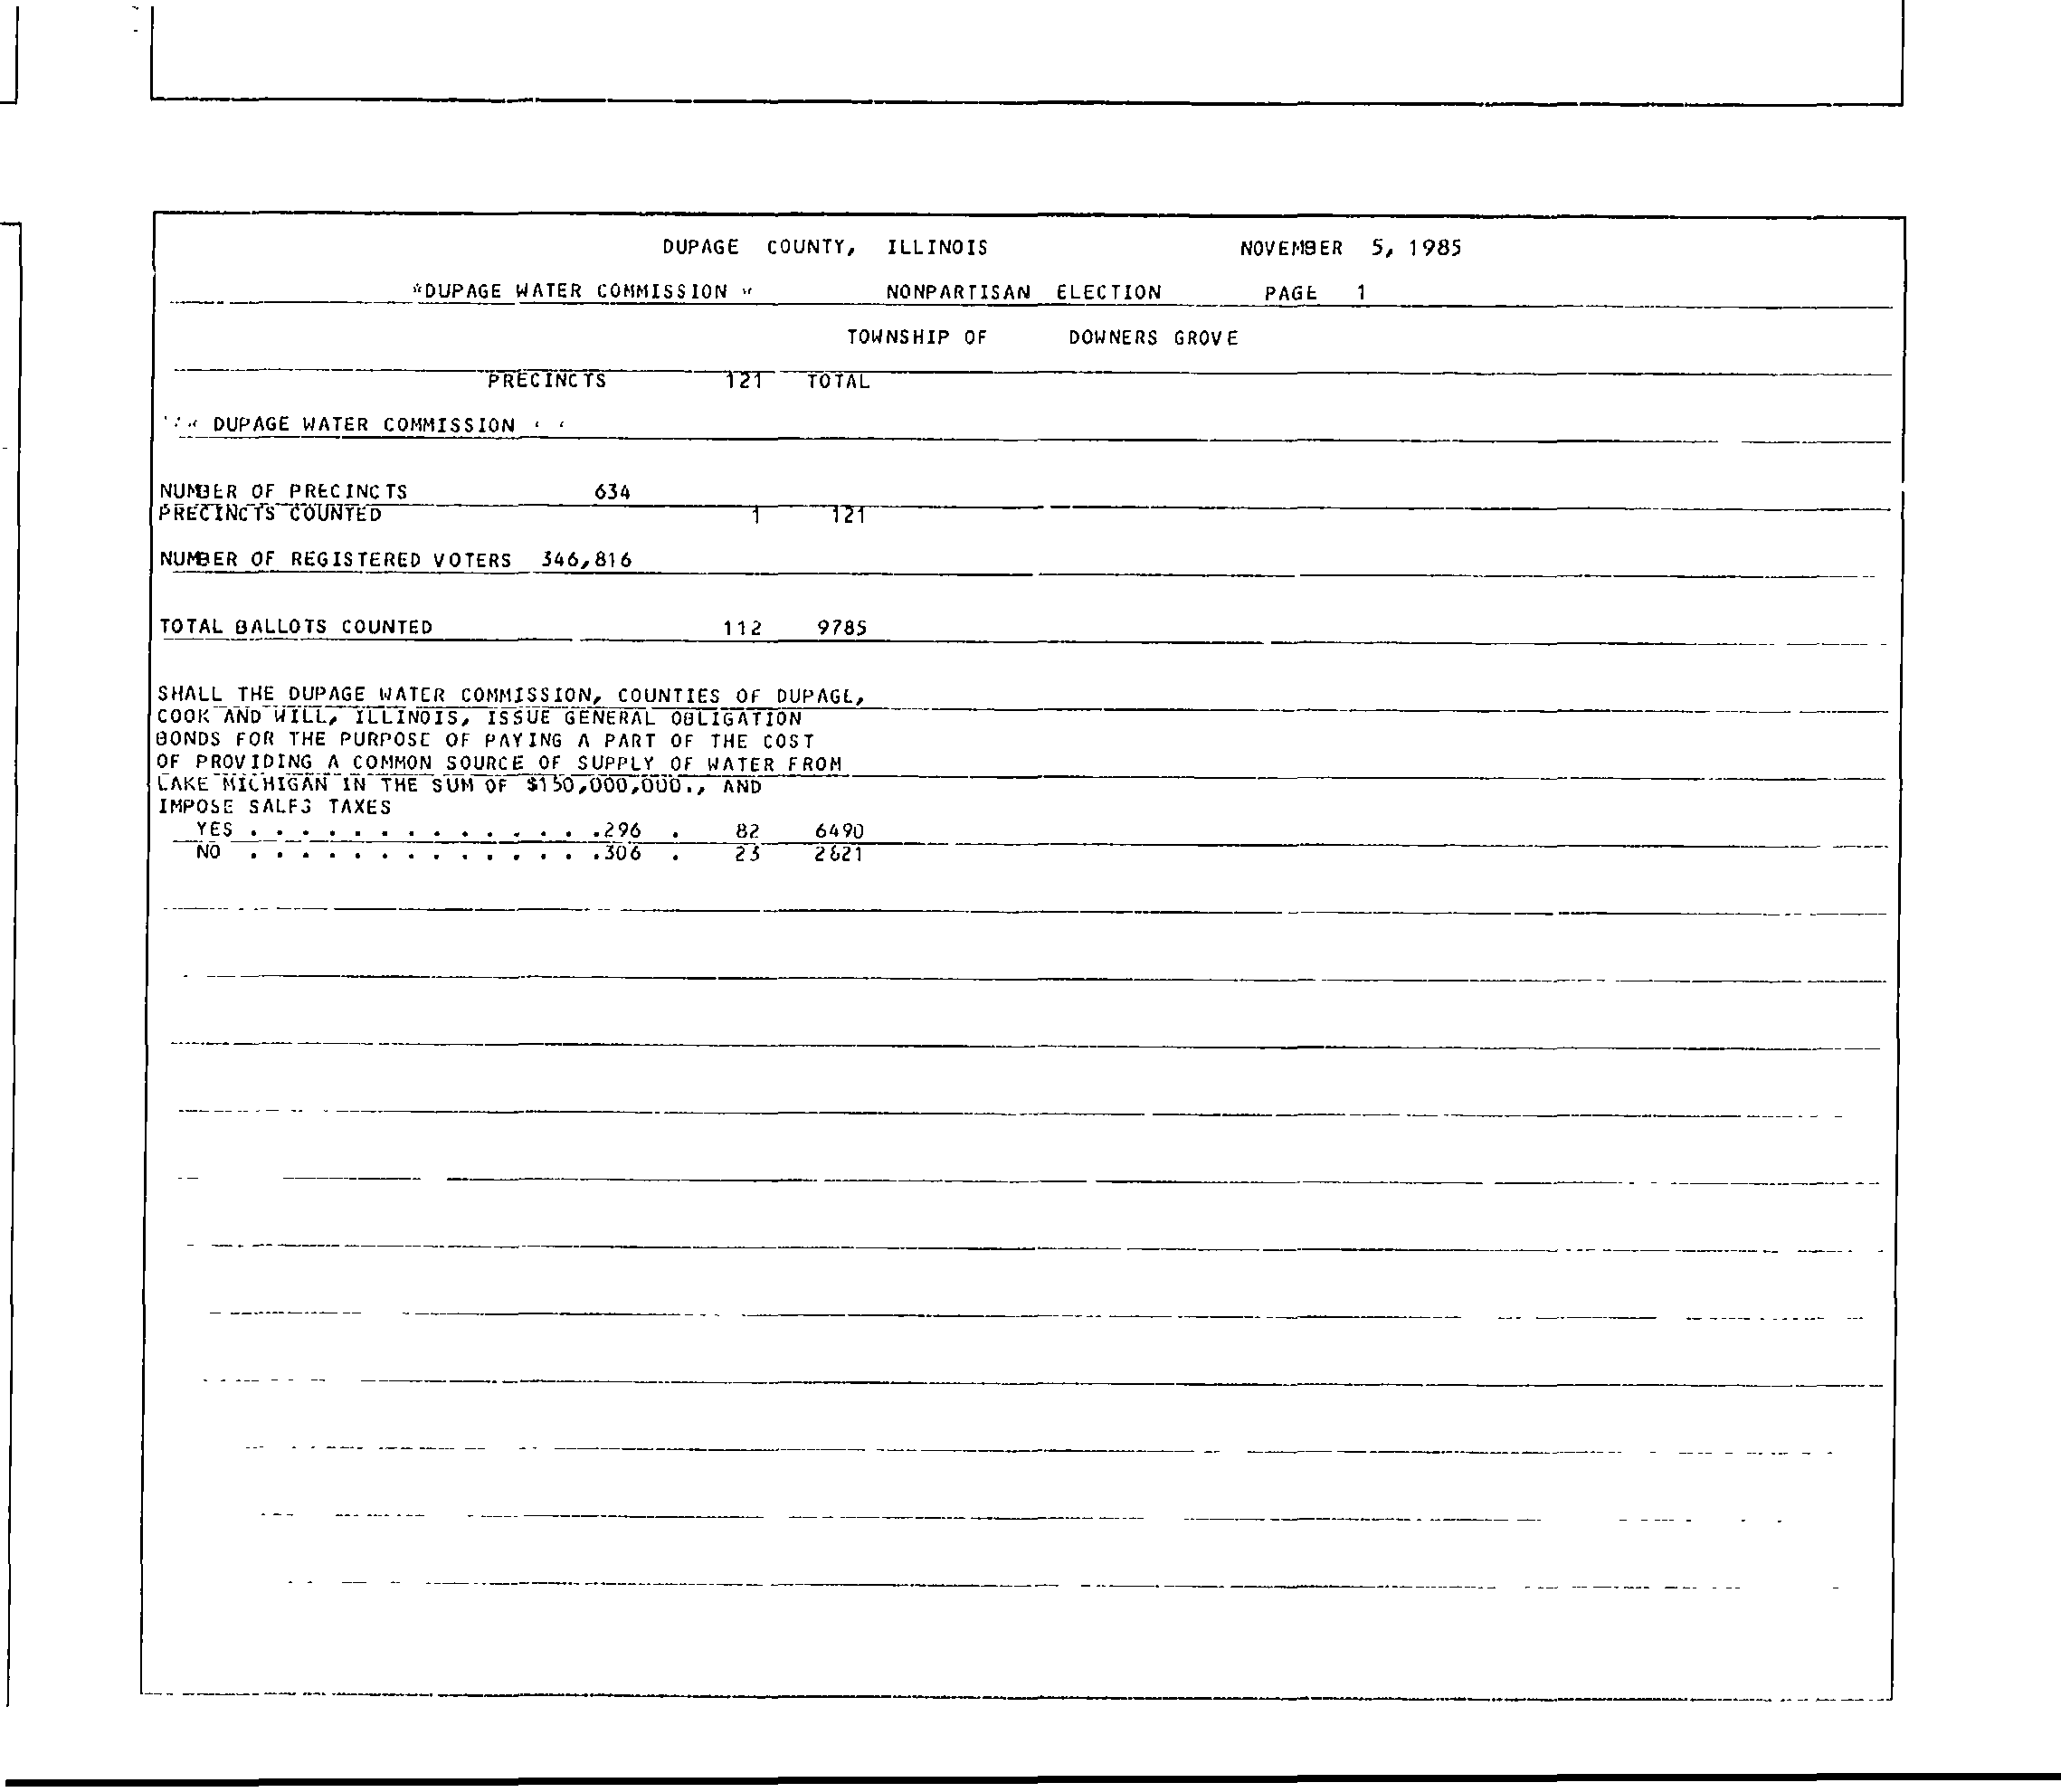 DUPAGE COUNTY, ILLINOIS NOVEMBER 5, 1985
*DUPAGE WATER COMMISSION * NONPARTISAN ELECTION PAGE 1
TOWNSHIP OF DOWNERS GROVE
PRECINCTS 121 TOTAL
DUPAGE WATER COMMISSION
NUMBER OF PRECINCTS 634
PRECINCTS COUNTED 1 121
NUMBER OF REGISTERED VOTERS 346,816
TOTAL BALLOTS COUNTED 112 9785
SHALL THE DUPAGE WATER COMMISSION, COUNTIES OF DUPAGE,
COOK AND WILL, ILLINOIS, ISSUE GENERAL OBLIGATION
BONDS FOR THE PURPOSE OF PAYING A PART OF THE COST
OF PROVIDING A COMMON SOURCE OF SUPPLY OF WATER FROM
LAKE MICHIGAN IN THE SUM OF $150,000,000., AND
IMPOSE SALES TAXES
YES . . . . . . . . . . . . . .296 . 82 6490
NO . . . . . . . . . . . . . .306 . 23